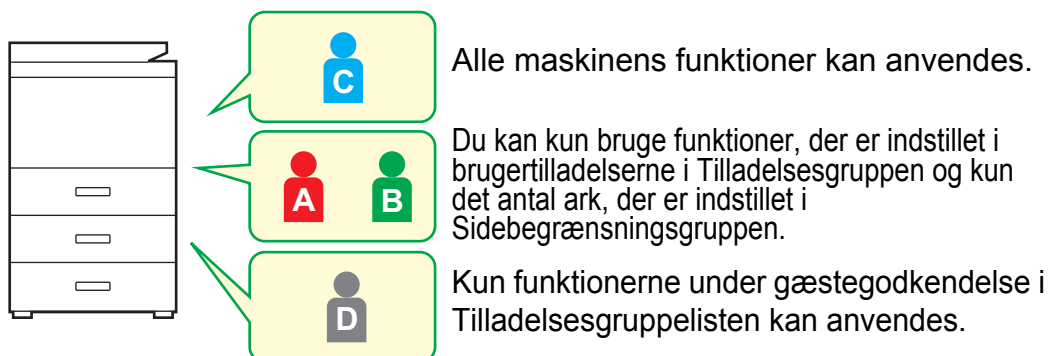 C
Alle maskinens funktioner kan anvendes.
A
B
Du kan kun bruge funktioner, der er indstillet i
brugertilladelserne i Tilladelsesgruppen og kun
det antal ark, der er indstillet i
Sidebegrænsningsgruppen.
D
Kun funktionerne under gæstegodkendelse i
Tilladelsesgruppelisten kan anvendes.